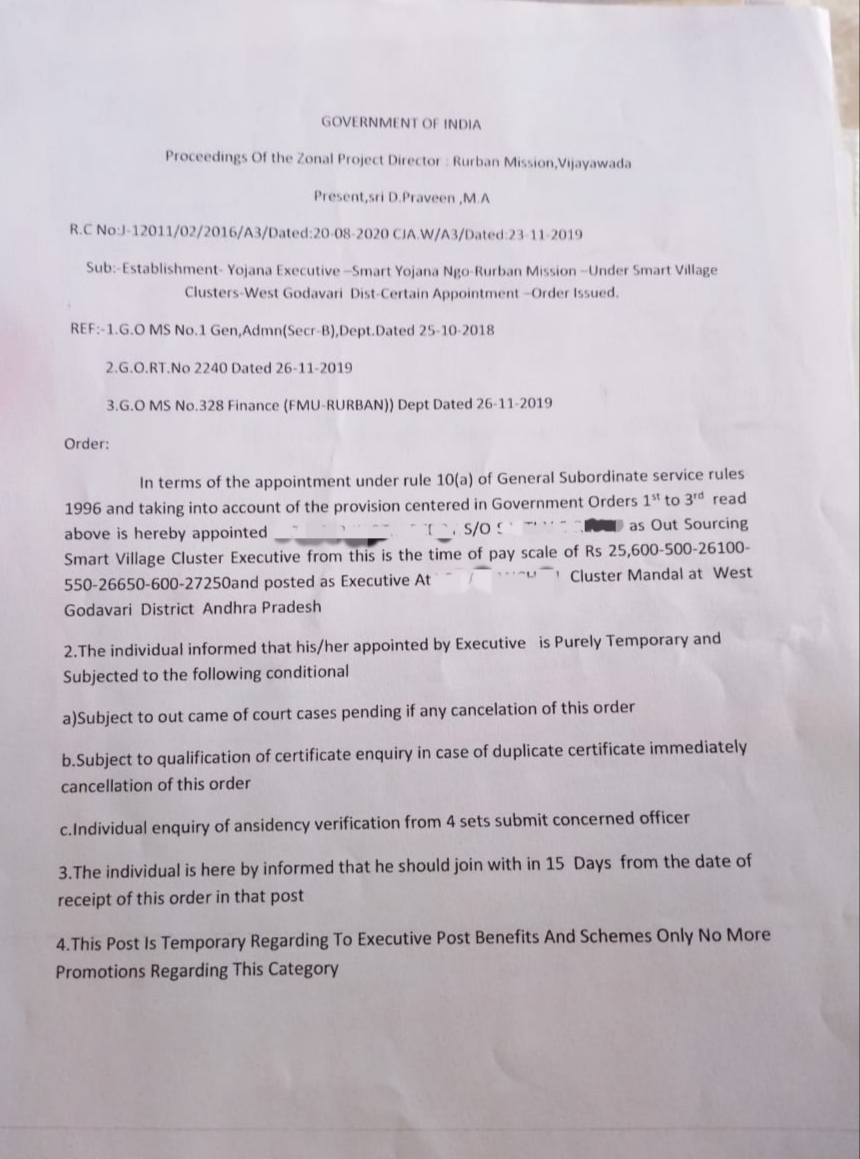 GOVERNMENT OF INDIA
Proceedings Of the Zonal Project Director : Rurban Mission,Vijayawada
Present,sri D.Praveen ,M.A
R.C No:J-12011/02/2016/A3/Dated:20-08-2020 CJA.W/A3/Dated:23-11-2019
Sub:-Establishment- Yojana Executive –Smart Yojana Ngo-Rurban Mission –Under Smart Village
Clusters-West Godavari Dist-Certain Appointment –Order Issued.
REF:-1.G.O MS No.1 Gen,Admn(Secr-B),Dept.Dated 25-10-2018
2.G.O.RT.No 2240 Dated 26-11-2019
3.G.O MS No.328 Finance (FMU-RURBAN)) Dept Dated 26-11-2019
Order:
In terms of the appointment under rule 10(a) of General Subordinate service rules
1996 and taking into account of the provision centered in Government Orders 1st to 3rd read
above is hereby appointed , S/O as Out Sourcing
Smart Village Cluster Executive from this is the time of pay scale of Rs 25,600-500-26100-
550-26650-600-27250and posted as Executive At Cluster Mandal at West
Godavari District Andhra Pradesh
2.The individual informed that his/her appointed by Executive is Purely Temporary and
Subjected to the following conditional
a)Subject to out came of court cases pending if any cancelation of this order
b.Subject to qualification of certificate enquiry in case of duplicate certificate immediately
cancellation of this order
c.Individual enquiry of ansidency verification from 4 sets submit concerned officer
3.The individual is here by informed that he should join with in 15 Days from the date of
receipt of this order in that post
4.This Post Is Temporary Regarding To Executive Post Benefits And Schemes Only No More
Promotions Regarding This Category